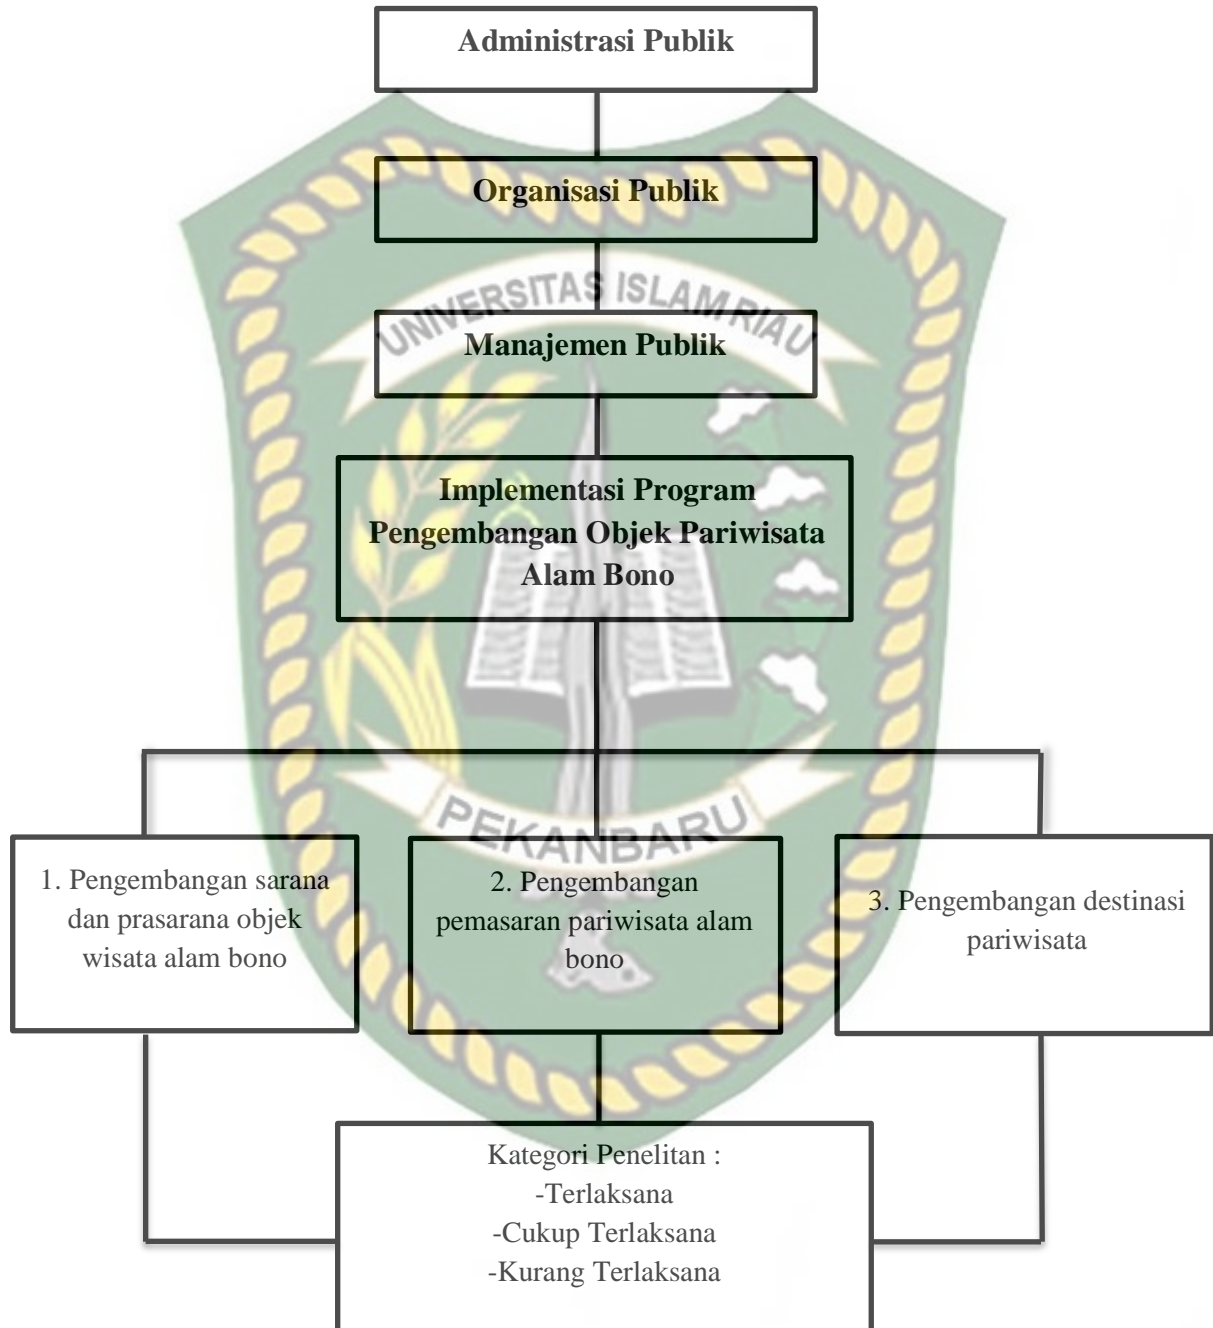 Administrasi Publik
Organisasi Publik
UNIVERSITAS ISLAM RIAU
Manajemen Publik
Implementasi Program
Pengembangan Objek Pariwisata
Alam Bono
PEKANBARU
1. Pengembangan sarana
dan prasarana objek
wisata alam bono
2. Pengembangan
pemasaran pariwisata alam
bono
3. Pengembangan destinasi
pariwisata
Kategori Penelitan :
-Terlaksana
-Cukup Terlaksana
-Kurang Terlaksana